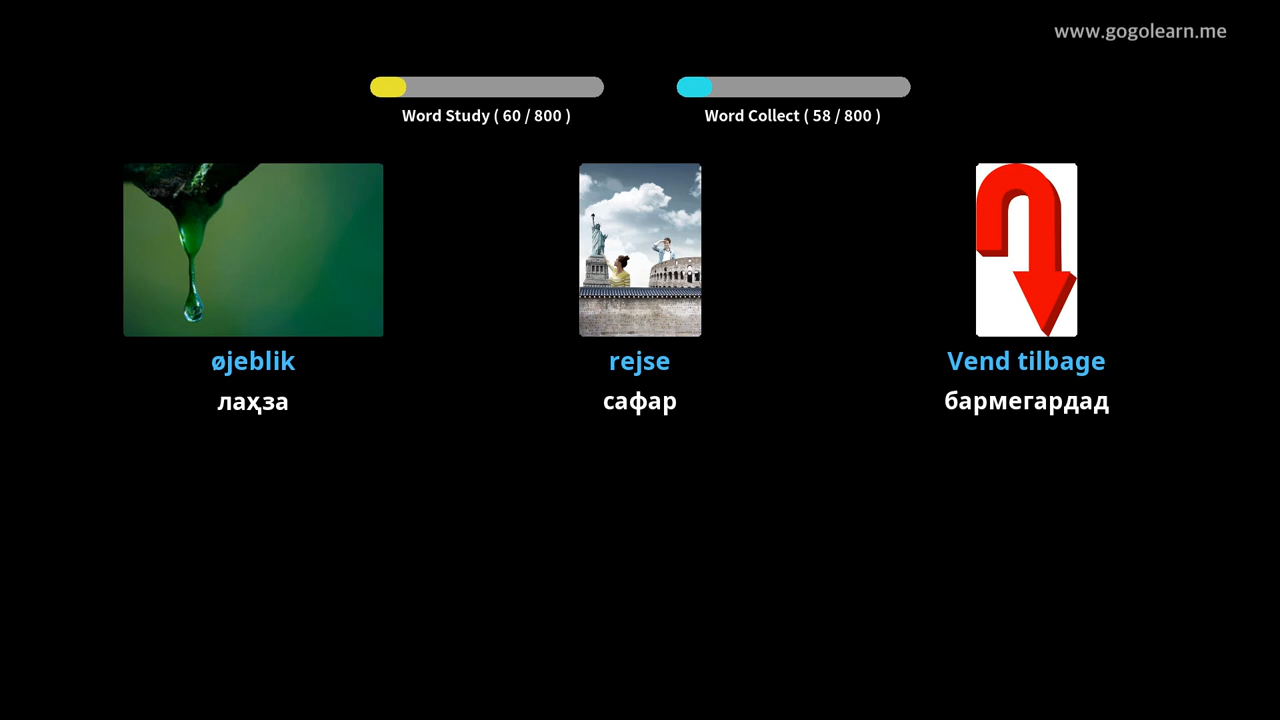 www.gogolearn.me
Word Study ( 60 / 800 )
Word Collect ( 58 / 800 )
øjeblik
rejse
Vend tilbage
лаҳза
сафар
бармегардад